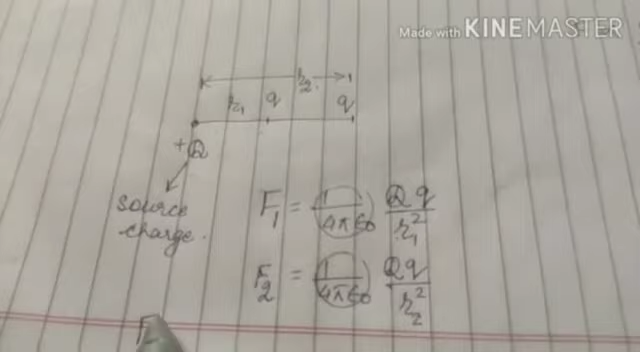 Made with KINEMASTER
r₂
r₁ q q
+Q
source
charge.
F₁ = 1/4πε₀ Qq/r₁²
F₂ = 1/4πε₀ Qq/r₂²
F